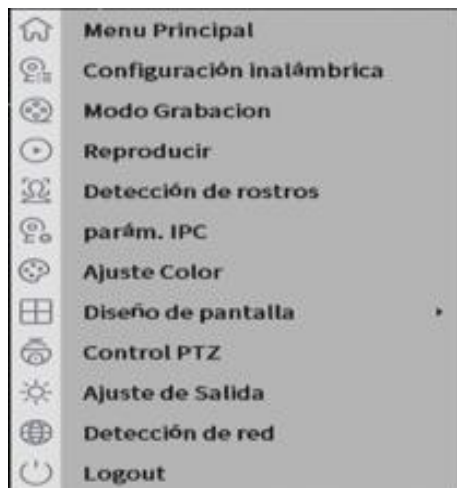 Menu Principal
Configuración inalámbrica
Modo Grabacion
Reproducir
Detección de rostros
parám. IPC
Ajuste Color
Diseño de pantalla
Control PTZ
Ajuste de Salida
Detección de red
Logout